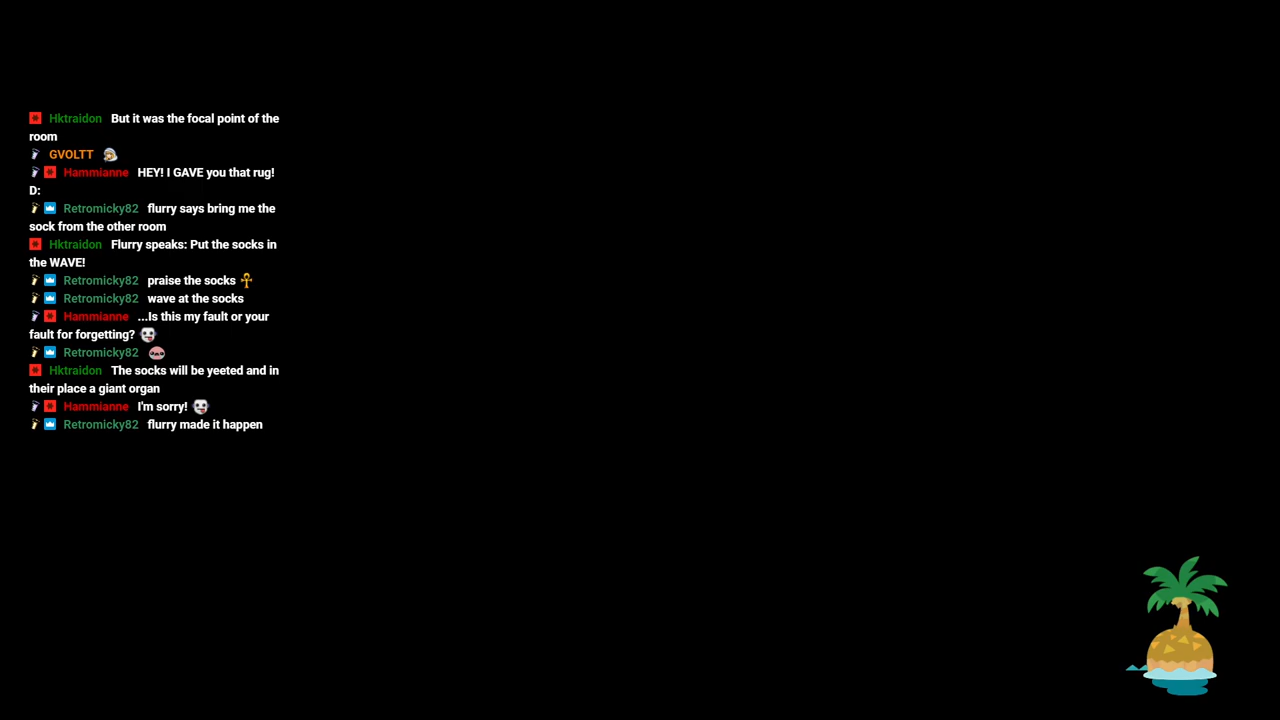 Hktraidon But it was the focal point of the
room
GVOLTT
Hammianne HEY! I GAVE you that rug!
D:
Retromicky82 flurry says bring me the
sock from the other room
Hktraidon Flurry speaks: Put the socks in
the WAVE!
Retromicky82 praise the socks
Retromicky82 wave at the socks
Hammianne ...Is this my fault or your
fault for forgetting?
Retromicky82
Hktraidon The socks will be yeeted and in
their place a giant organ
Hammianne I'm sorry!
Retromicky82 flurry made it happen